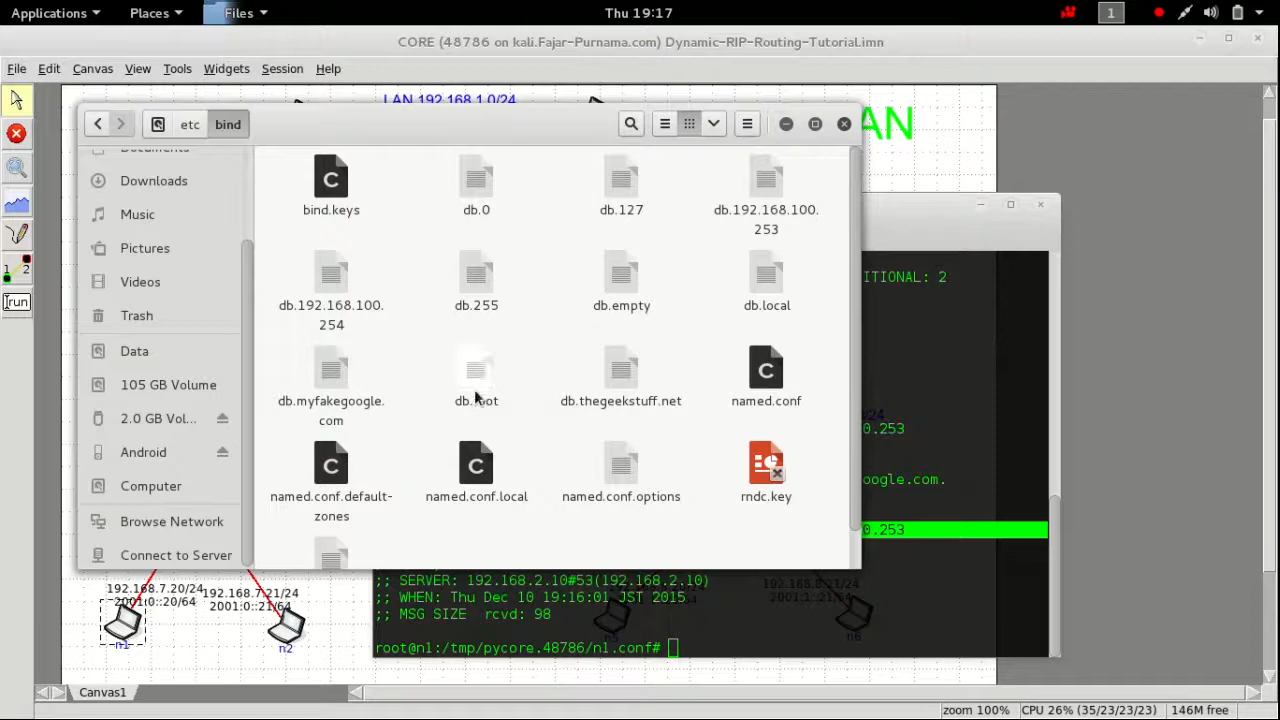 Applications Places Files Thu 19:17 1
CORE (48786 on kali.Fajar-Purnama.com) Dynamic-RIP-Routing-Tutorial.imn
File Edit Canvas View Tools Widgets Session Help
LAN 192.168.1.0/24
AN
etc bind
Downloads
Music
Pictures
Videos
Trash
Data
105 GB Volume
2.0 GB Vol...
Android
Computer
Browse Network
Connect to Server
bind.keys db.0 db.127 db.192.168.100.
253
db.192.168.100. db.255 db.empty db.local
254
db.myfakegoogle. db.root db.thegeekstuff.net named.conf
com
named.conf.default- named.conf.local named.conf.options rndc.key
zones
ITIONAL: 2
0.253
oogle.com.
0.253
;; SERVER: 192.168.2.10#53(192.168.2.10)
;; WHEN: Thu Dec 10 19:16:01 JST 2015
;; MSG SIZE rcvd: 98
root@n1:/tmp/pycore.48786/n1.conf#
192.168.7.20/24
2001:0::20/64
192.168.7.21/24
2001:0::21/64
n1
n2
n6
1 2
run
Canvas1
zoom 100% CPU 26% (35/23/23/23) 146M free